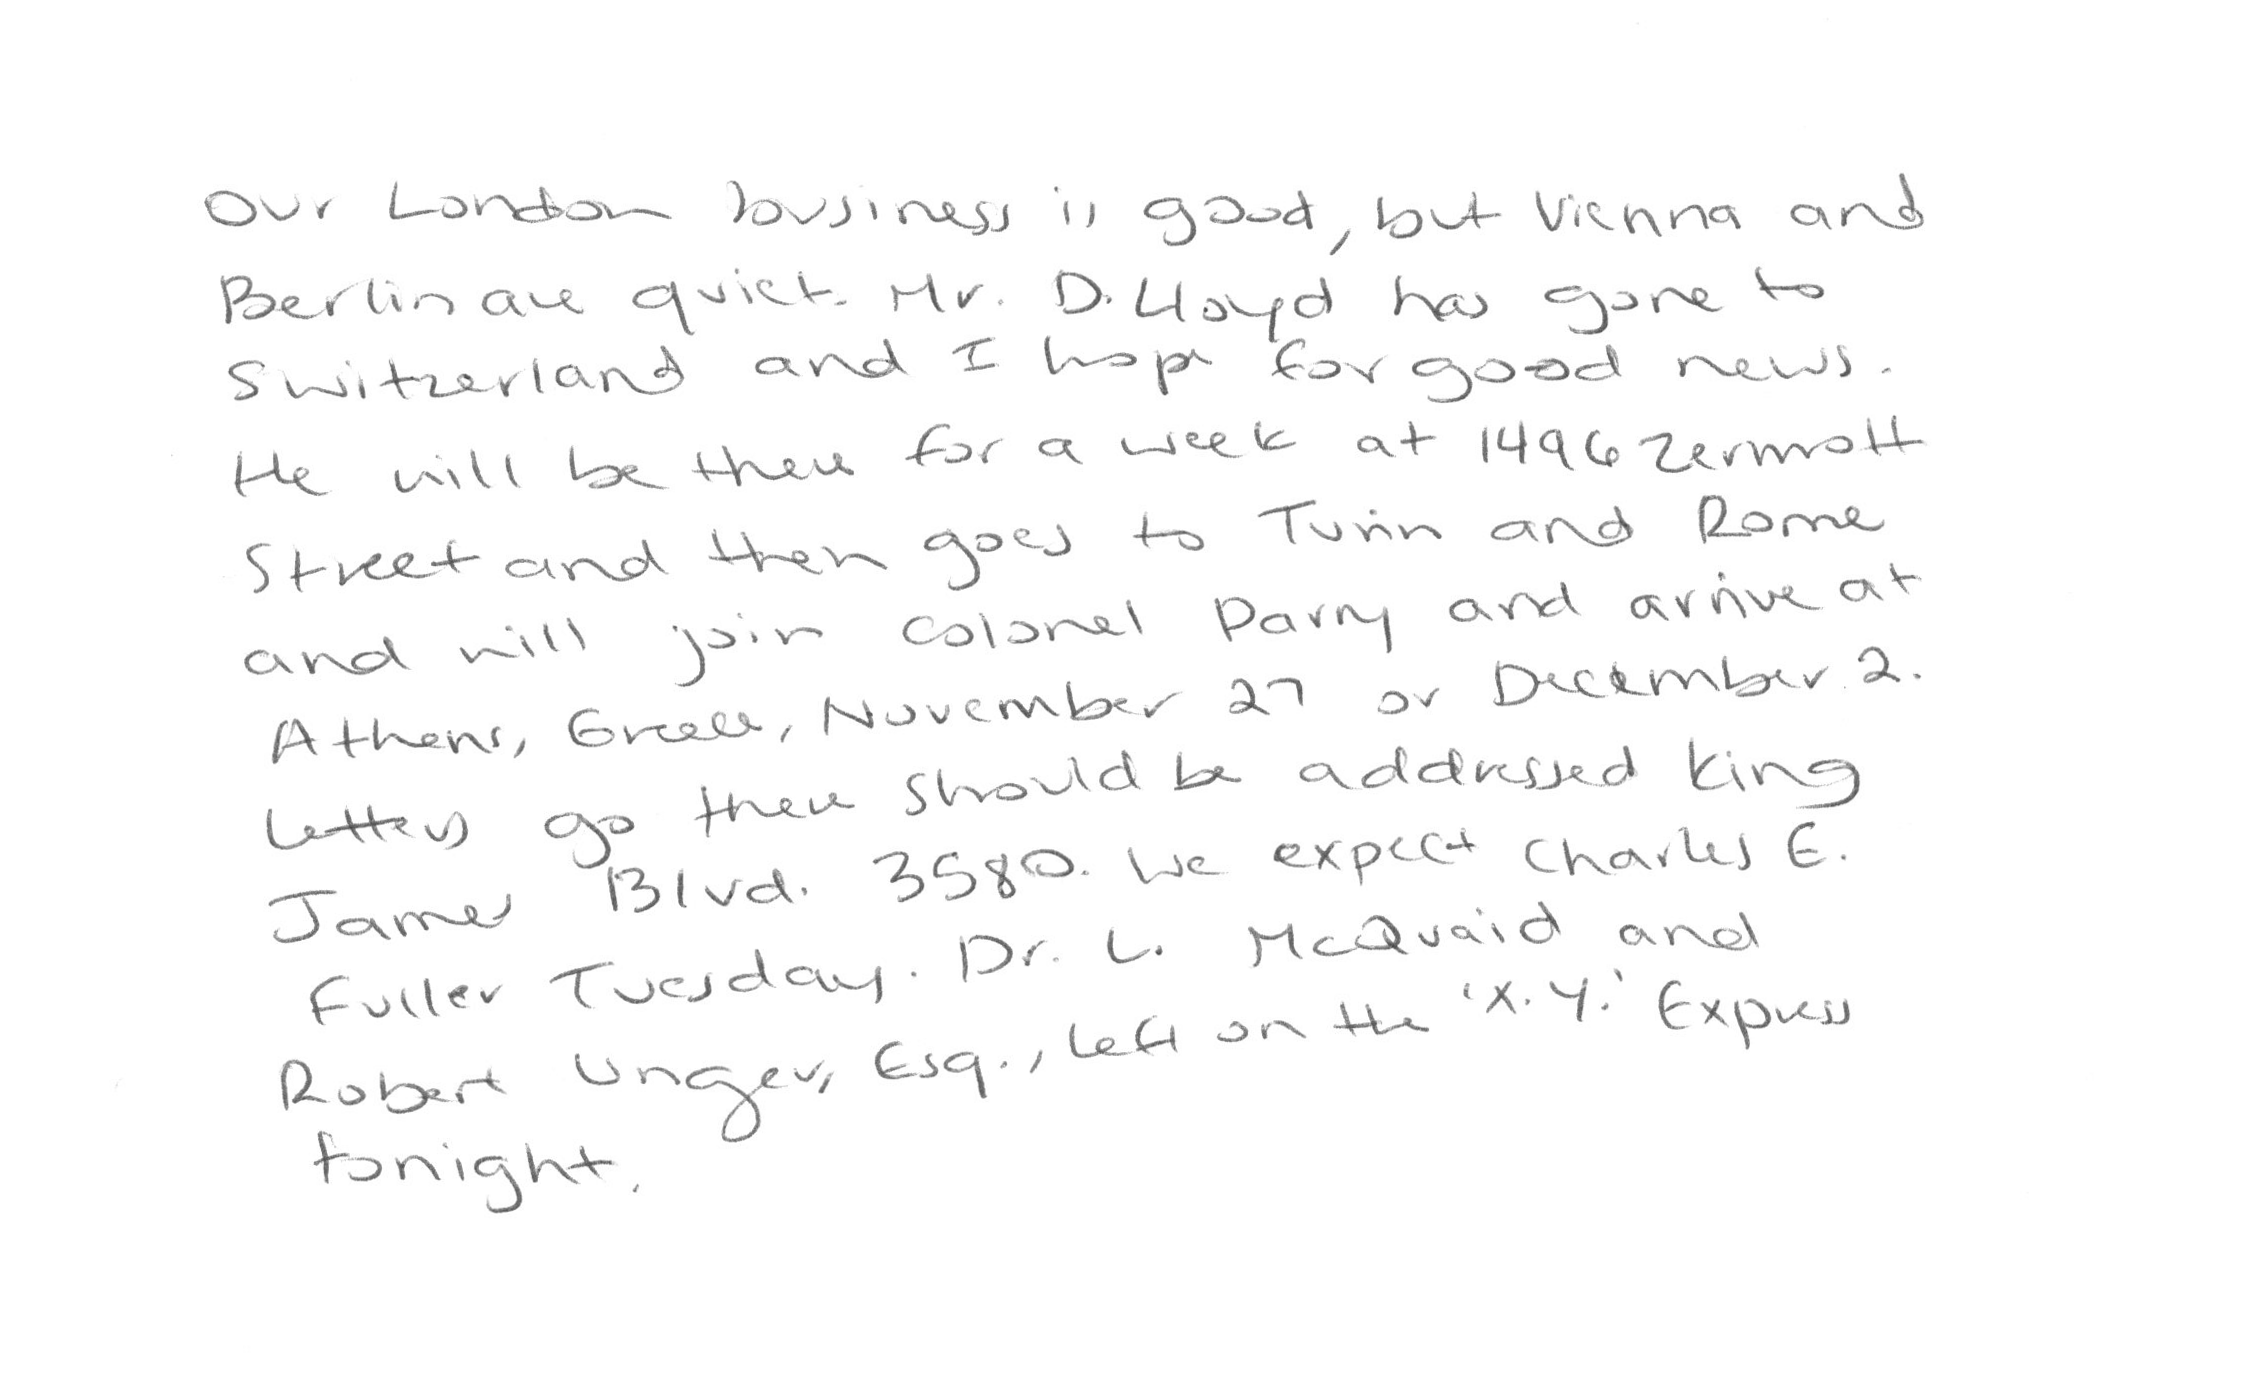 Our London business is good, but Vienna and
Berlin are quiet. Mr. D. Lloyd has gone to
Switzerland and I hope for good news.
He will be there for a week at 1496 Zermott
Street and then goes to Turin and Rome
and will join Colonel Parry and arrive at
Athens, Greece, November 27 or December 2.
Letters go there should be addressed King
James Blvd. 3580. We expect Charles E.
Fuller Tuesday. Dr. L. McQuaid and
Robert Unger, Esq., left on the 'X.Y.' Express
tonight.